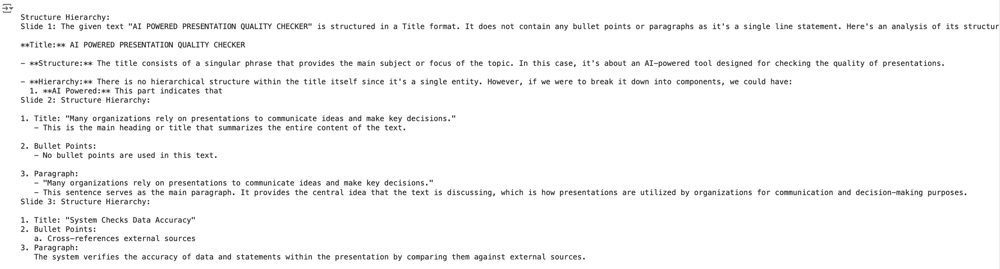 Structure Hierarchy:
Slide 1: The given text "AI POWERED PRESENTATION QUALITY CHECKER" is structured in a Title format. It does not contain any bullet points or paragraphs as it's a single line statement. Here's an analysis of its structur
**Title:** AI POWERED PRESENTATION QUALITY CHECKER
- **Structure:** The title consists of a singular phrase that provides the main subject or focus of the topic. In this case, it's about an AI-powered tool designed for checking the quality of presentations.
- **Hierarchy:** There is no hierarchical structure within the title itself since it's a single entity. However, if we were to break it down into components, we could have:
1. **AI Powered:** This part indicates that
Slide 2: Structure Hierarchy:
1. Title: "Many organizations rely on presentations to communicate ideas and make key decisions."
- This is the main heading or title that summarizes the entire content of the text.
2. Bullet Points:
- No bullet points are used in this text.
3. Paragraph:
- "Many organizations rely on presentations to communicate ideas and make key decisions."
- This sentence serves as the main paragraph. It provides the central idea that the text is discussing, which is how presentations are utilized by organizations for communication and decision-making purposes.
Slide 3: Structure Hierarchy:
1. Title: "System Checks Data Accuracy"
2. Bullet Points:
a. Cross-references external sources
3. Paragraph:
The system verifies the accuracy of data and statements within the presentation by comparing them against external sources.